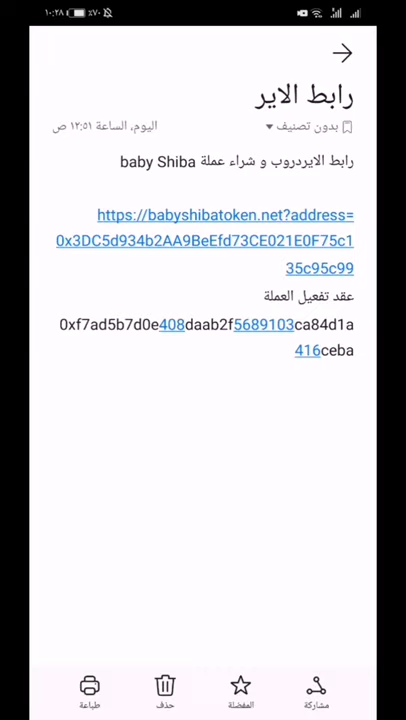 ١٠:٢٨ ٪٧٠
رابط الاير
اليوم، الساعة ١٢:٥١ ص بدون تصنيف
رابط الايردروب و شراء عملة baby Shiba
https://babyshibatoken.net?address=
0x3DC5d934b2AA9BeEfd73CE021E0F75c1
35c95c99
عقد تفعيل العملة
0xf7ad5b7d0e408daab2f5689103ca84d1a
416ceba
مشاركة المفضلة حذف طباعة